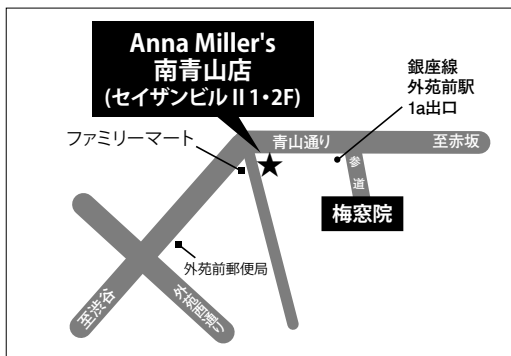 Anna Miller's
南青山店
(セイザンビルⅡ 1・2F)
銀座線
外苑前駅
1a出口
ファミリーマート
青山通り
至赤坂
参道
梅窓院
外苑前郵便局
至渋谷
外苑西通り